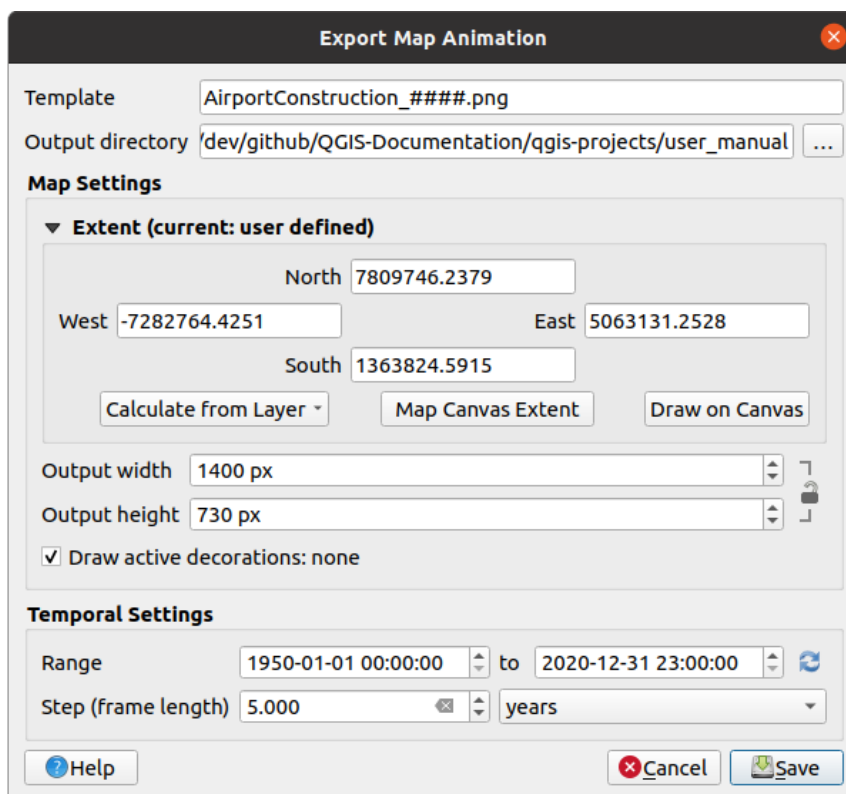 Export Map Animation
Template AirportConstruction_####.png
Output directory /dev/github/QGIS-Documentation/qgis-projects/user_manual ...
Map Settings
Extent (current: user defined)
North 7809746.2379
West -7282764.4251 East 5063131.2528
South 1363824.5915
Calculate from Layer Map Canvas Extent Draw on Canvas
Output width 1400 px
Output height 730 px
Draw active decorations: none
Temporal Settings
Range 1950-01-01 00:00:00 to 2020-12-31 23:00:00
Step (frame length) 5.000 years
Help Cancel Save